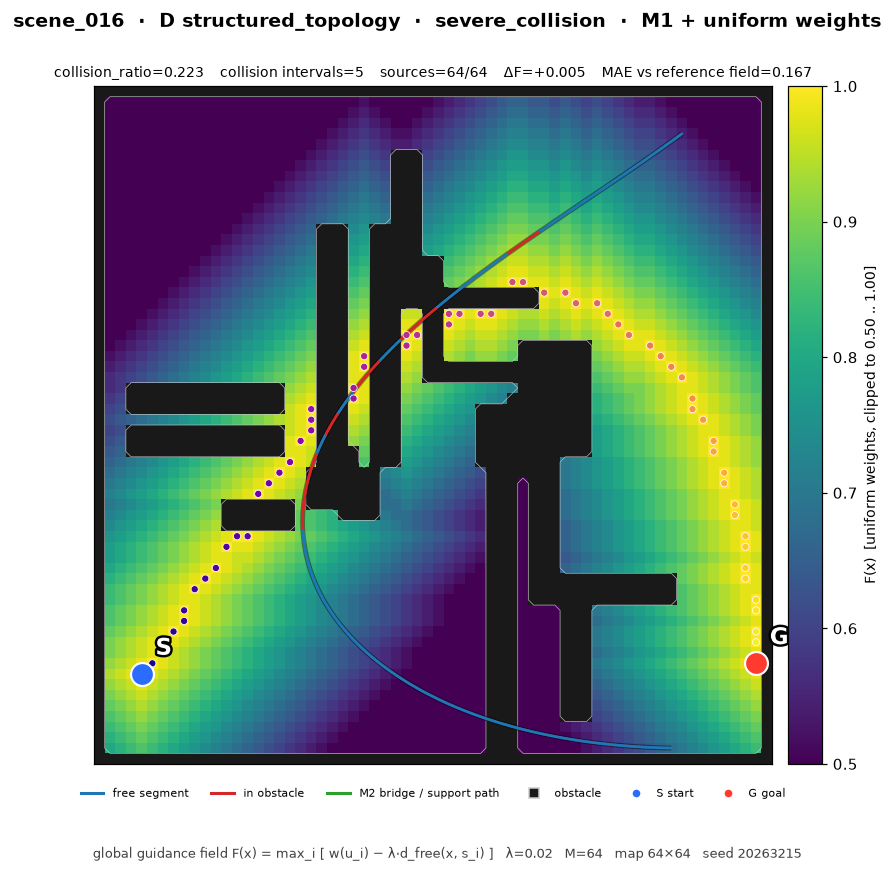 scene_016 · D structured_topology · severe_collision · M1 + uniform weights
collision_ratio=0.223 collision intervals=5 sources=64/64 ΔF=+0.005 MAE vs reference field=0.167
S
G
1.0
0.9
0.8
0.7
0.6
0.5
F(x) [uniform weights, clipped to 0.50 .. 1.00]
free segment
in obstacle
M2 bridge / support path
obstacle
S start
G goal
global guidance field F(x) = max_i [ w(u_i) − λ·d_free(x, s_i) ] λ=0.02 M=64 map 64×64 seed 20263215